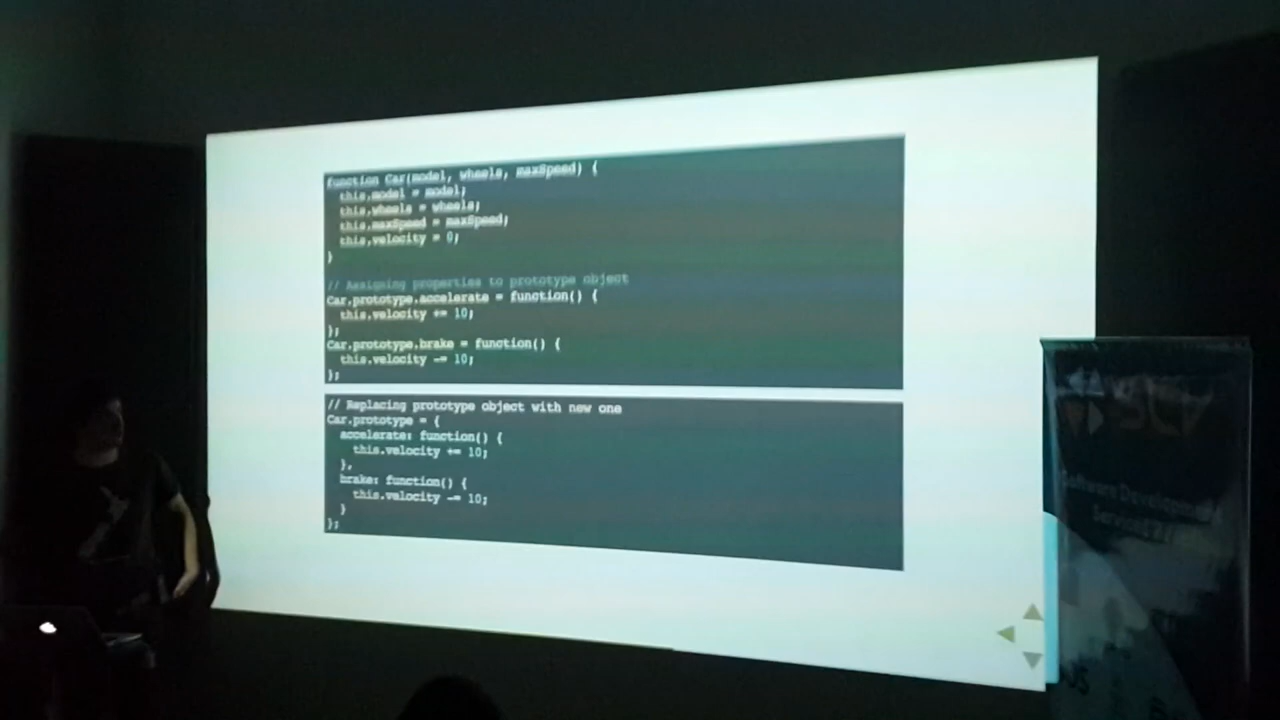 function Car(model, wheels, maxSpeed) {
this.model = model;
this.wheels = wheels;
this.maxSpeed = maxSpeed;
this.velocity = 0;
}
// Assigning properties to prototype object
Car.prototype.accelerate = function() {
this.velocity += 10;
};
Car.prototype.brake = function() {
this.velocity -= 10;
};
// Replacing prototype object with new one
Car.prototype = {
accelerate: function() {
this.velocity += 10;
},
brake: function() {
this.velocity -= 10;
}
};
Software Development